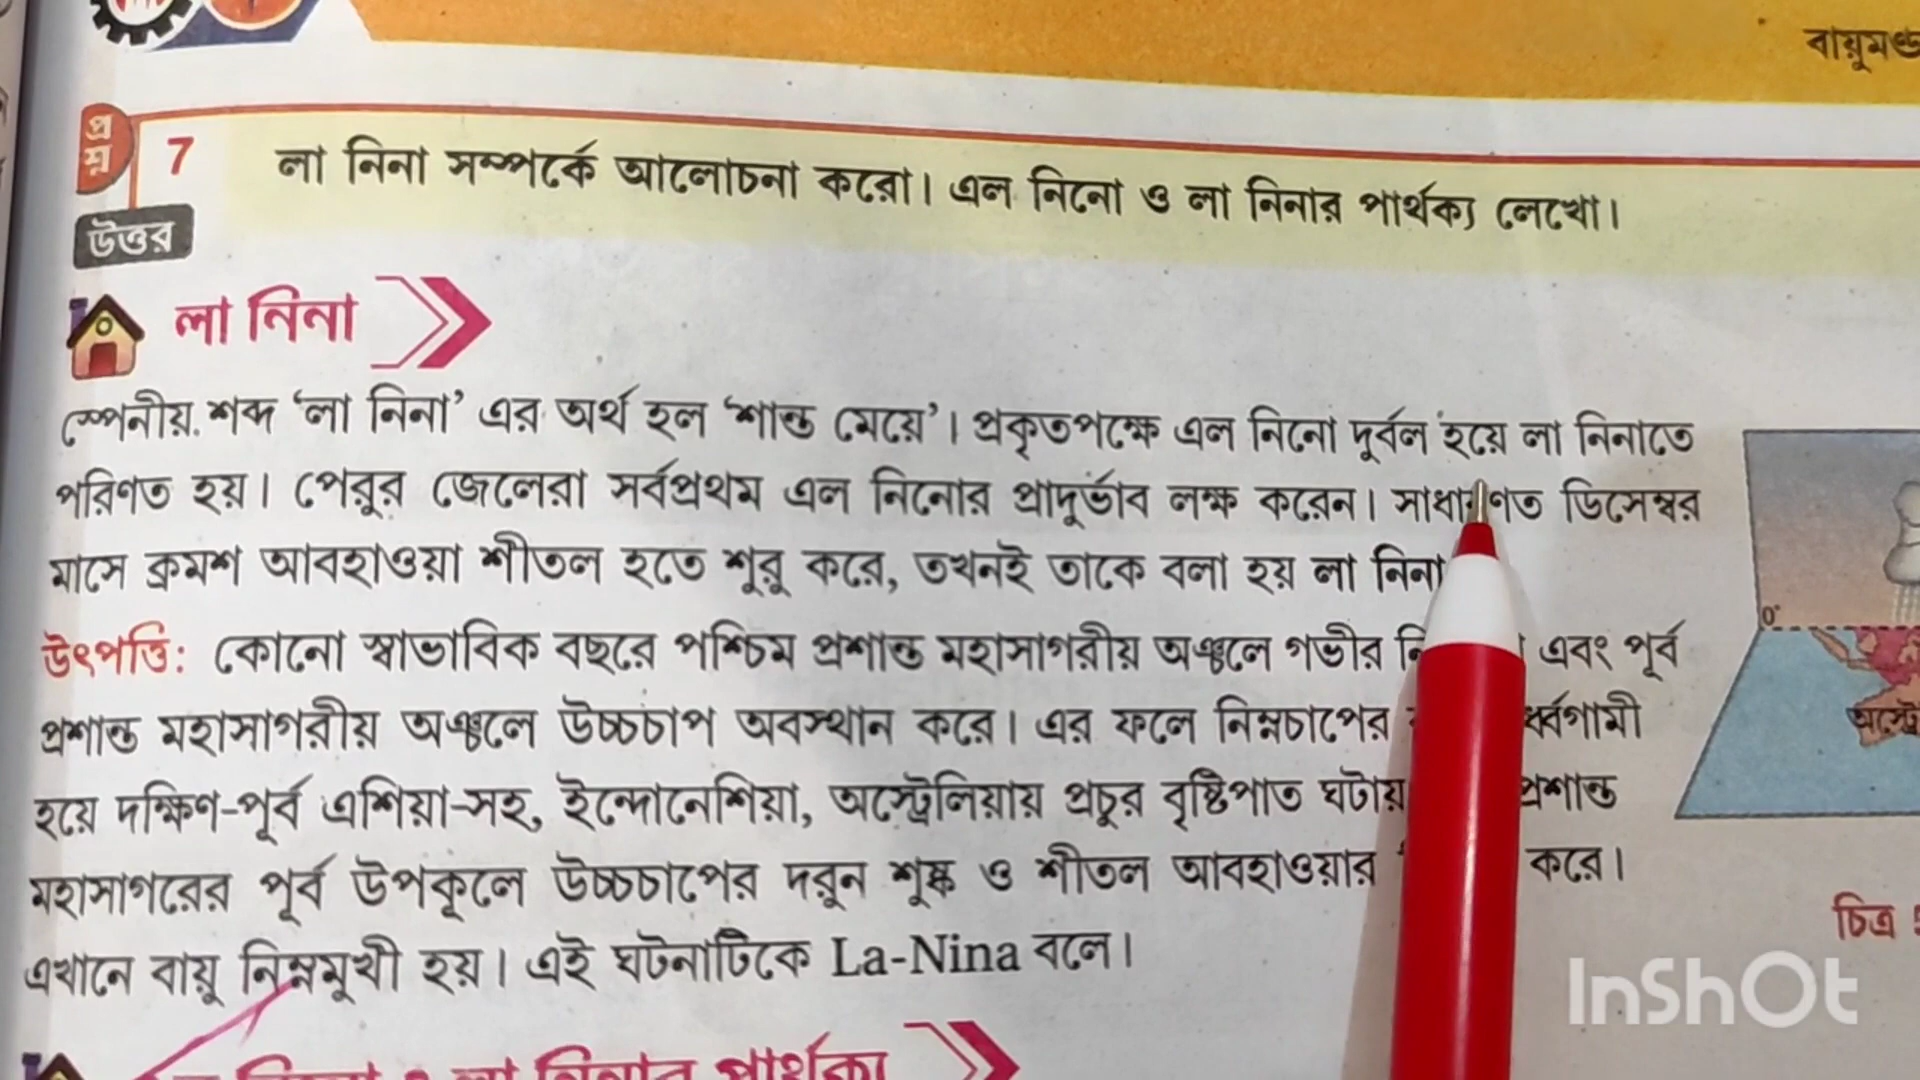 বায়ুমণ্ড
প্রশ্ন 7 লা নিনা সম্পর্কে আলোচনা করো। এল নিনো ও লা নিনার পার্থক্য লেখো।
উত্তর
লা নিনা
স্পেনীয় শব্দ ‘লা নিনা’ এর অর্থ হল ‘শান্ত মেয়ে’। প্রকৃতপক্ষে এল নিনো দুর্বল হয়ে লা নিনাতে
পরিণত হয়। পেরুর জেলেরা সর্বপ্রথম এল নিনোর প্রাদুর্ভাব লক্ষ করেন। সাধারণত ডিসেম্বর
মাসে ক্রমশ আবহাওয়া শীতল হতে শুরু করে, তখনই তাকে বলা হয় লা নিনা
উৎপত্তি: কোনো স্বাভাবিক বছরে পশ্চিম প্রশান্ত মহাসাগরীয় অঞ্চলে গভীর এবং পূর্ব
প্রশান্ত মহাসাগরীয় অঞ্চলে উচ্চচাপ অবস্থান করে। এর ফলে নিম্নচাপের র্ধ্বগামী
হয়ে দক্ষিণ-পূর্ব এশিয়া-সহ, ইন্দোনেশিয়া, অস্ট্রেলিয়ায় প্রচুর বৃষ্টিপাত ঘটায় প্রশান্ত
মহাসাগরের পূর্ব উপকূলে উচ্চচাপের দরুন শুষ্ক ও শীতল আবহাওয়ার করে।
এখানে বায়ু নিম্নমুখী হয়। এই ঘটনাটিকে La-Nina বলে।
নিনো ও লা নিনার পার্থক্য
0°
অস্ট্রে
চিত্র
InShOt